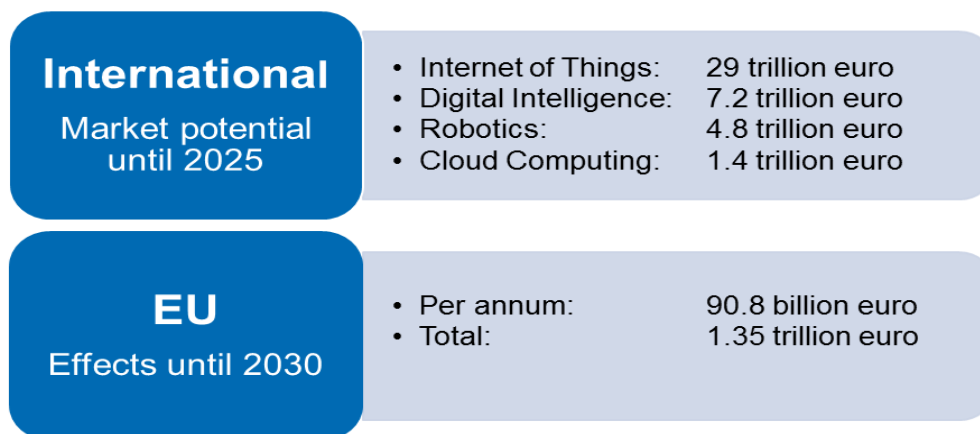 International
Market potential
until 2025
• Internet of Things: 29 trillion euro
• Digital Intelligence: 7.2 trillion euro
• Robotics: 4.8 trillion euro
• Cloud Computing: 1.4 trillion euro
EU
Effects until 2030
• Per annum: 90.8 billion euro
• Total: 1.35 trillion euro